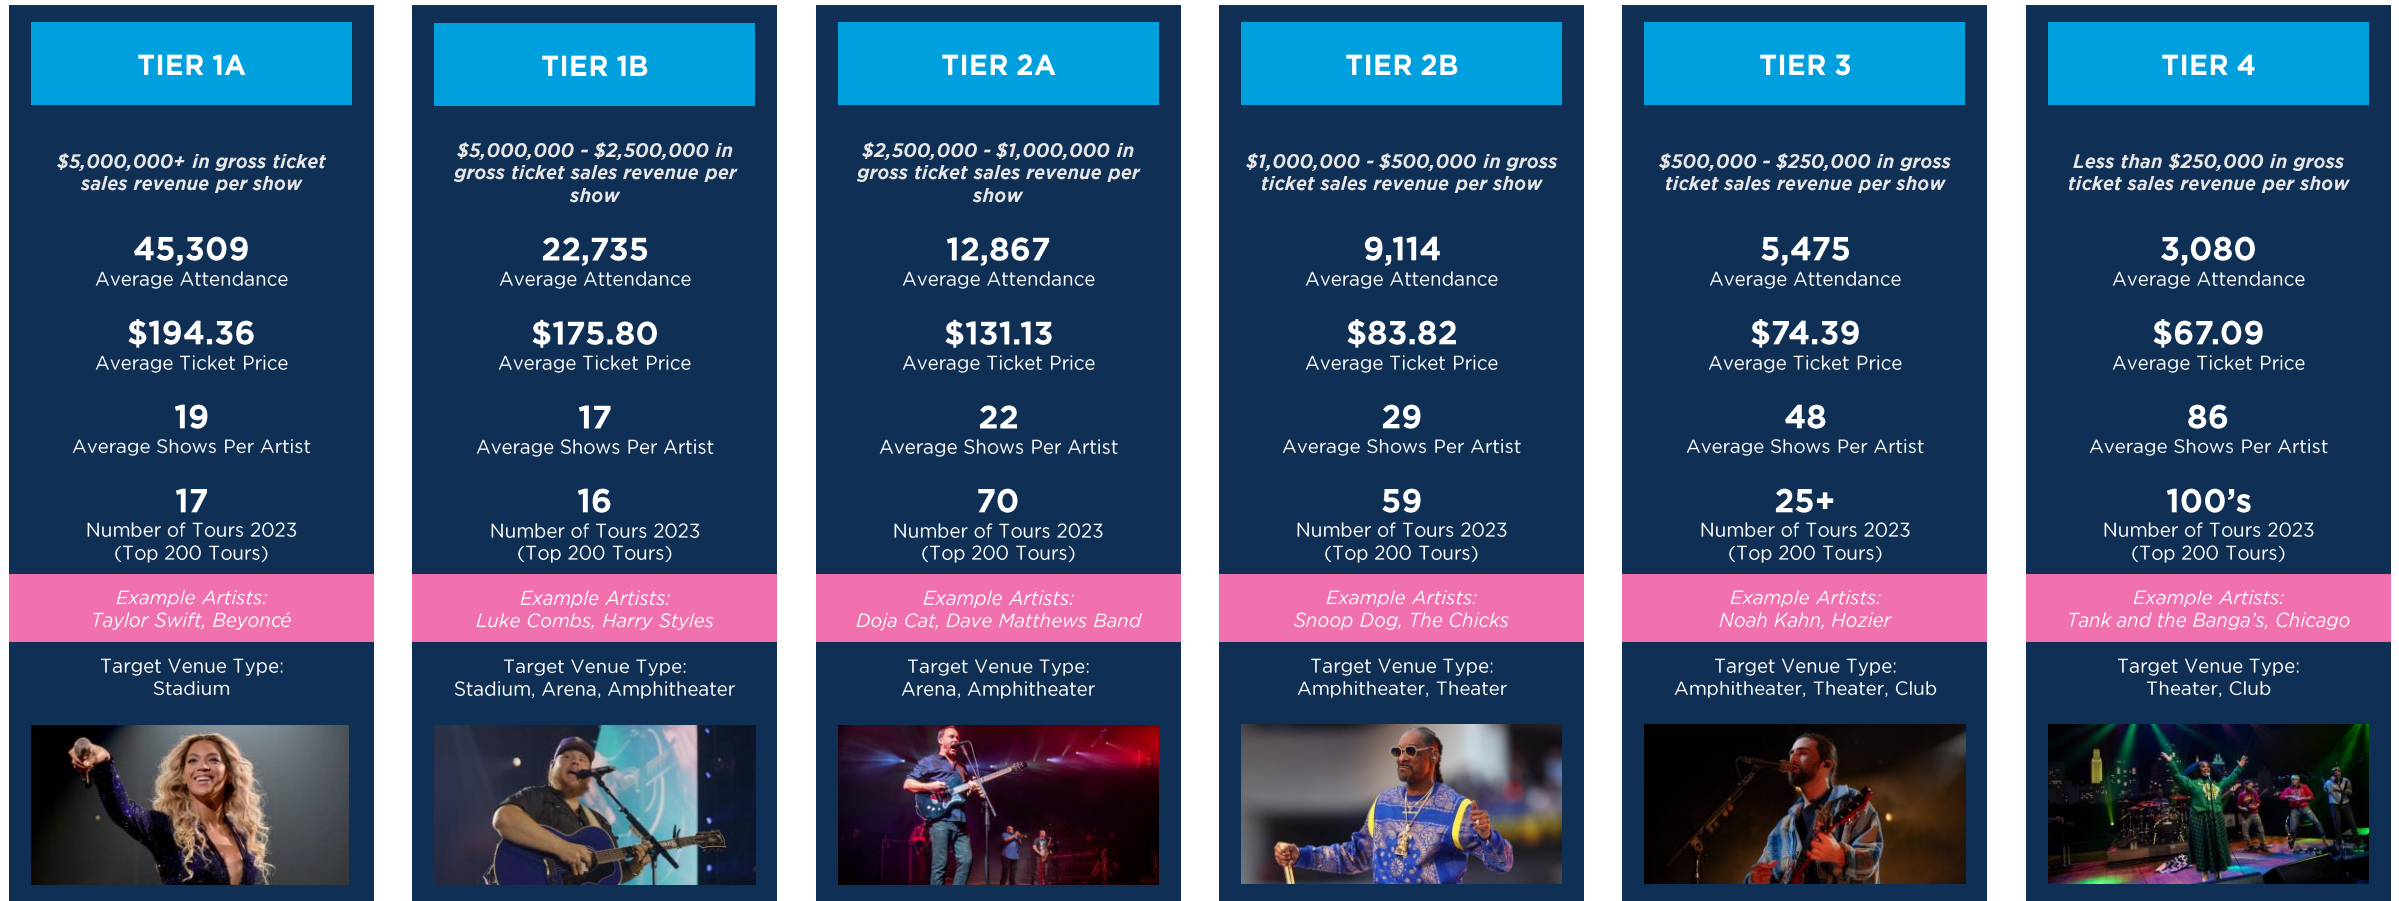 TIER 1A
$5,000,000+ in gross ticket
sales revenue per show
45,309
Average Attendance
$194.36
Average Ticket Price
19
Average Shows Per Artist
17
Number of Tours 2023
(Top 200 Tours)
Example Artists:
Taylor Swift, Beyoncé
Target Venue Type:
Stadium
TIER 1B
$5,000,000 - $2,500,000 in
gross ticket sales revenue per
show
22,735
Average Attendance
$175.80
Average Ticket Price
17
Average Shows Per Artist
16
Number of Tours 2023
(Top 200 Tours)
Example Artists:
Luke Combs, Harry Styles
Target Venue Type:
Stadium, Arena, Amphitheater
TIER 2A
$2,500,000 - $1,000,000 in
gross ticket sales revenue per
show
12,867
Average Attendance
$131.13
Average Ticket Price
22
Average Shows Per Artist
70
Number of Tours 2023
(Top 200 Tours)
Example Artists:
Doja Cat, Dave Matthews Band
Target Venue Type:
Arena, Amphitheater
TIER 2B
$1,000,000 - $500,000 in gross
ticket sales revenue per show
9,114
Average Attendance
$83.82
Average Ticket Price
29
Average Shows Per Artist
59
Number of Tours 2023
(Top 200 Tours)
Example Artists:
Snoop Dog, The Chicks
Target Venue Type:
Amphitheater, Theater
TIER 3
$500,000 - $250,000 in gross
ticket sales revenue per show
5,475
Average Attendance
$74.39
Average Ticket Price
48
Average Shows Per Artist
25+
Number of Tours 2023
(Top 200 Tours)
Example Artists:
Noah Kahn, Hozier
Target Venue Type:
Amphitheater, Theater, Club
TIER 4
Less than $250,000 in gross
ticket sales revenue per show
3,080
Average Attendance
$67.09
Average Ticket Price
86
Average Shows Per Artist
100’s
Number of Tours 2023
(Top 200 Tours)
Example Artists:
Tank and the Banga’s, Chicago
Target Venue Type:
Theater, Club